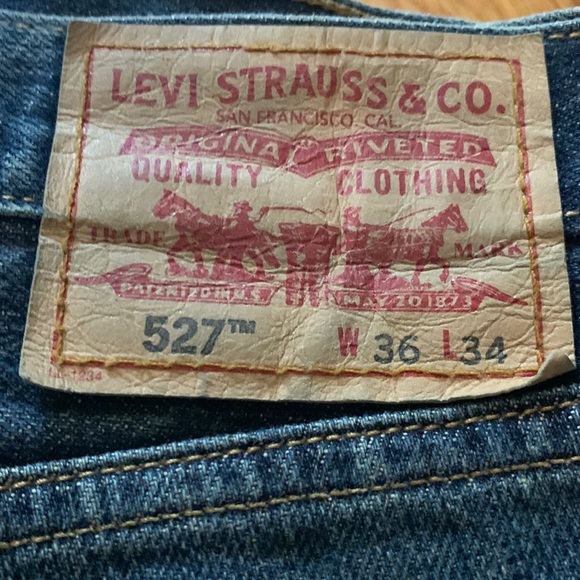 LEVI STRAUSS & CO.
SAN FRANCISCO, CAL.
ORIGINAL RIVETED
QUALITY CLOTHING
TRADE MARK
PATENTED IN U.S. MAY 20 1873
527™ W 36 L 34